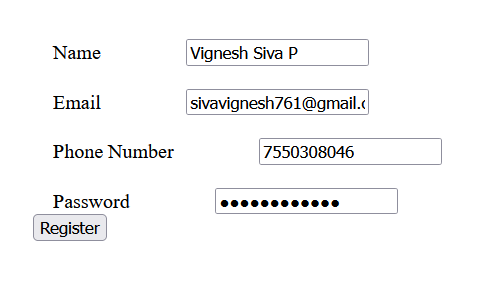 Name Vignesh Siva P
Email sivavignesh761@gmail.c
Phone Number 7550308046
Password ●●●●●●●●●●●●
Register